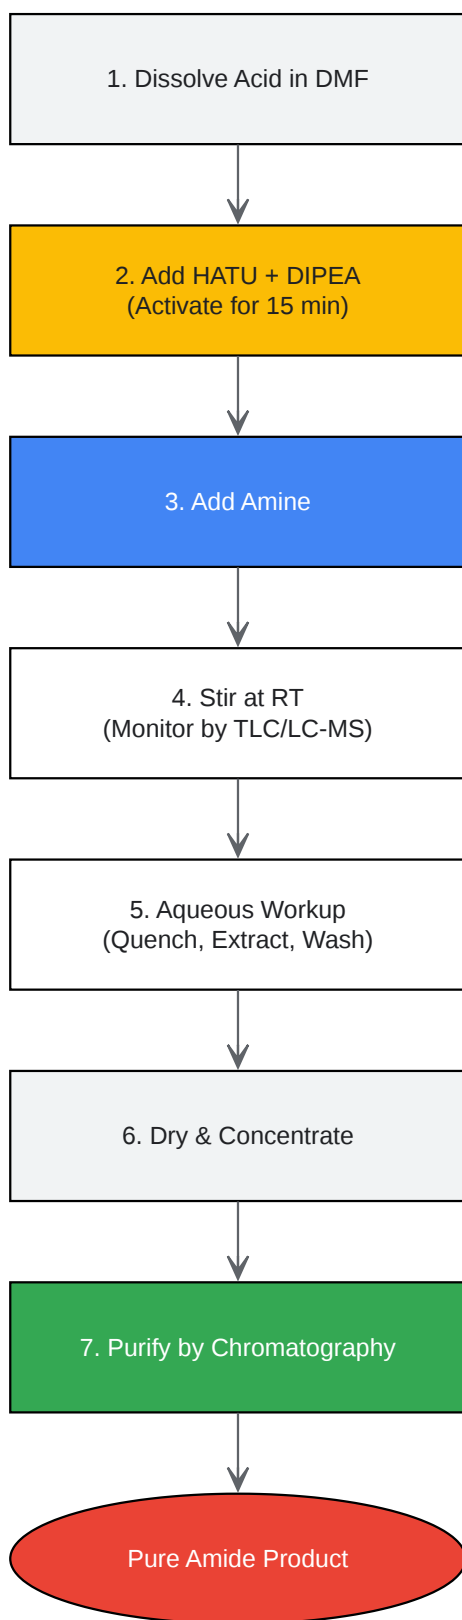 1. Dissolve Acid in DMF
2. Add HATU + DIPEA
(Activate for 15 min)
3. Add Amine
4. Stir at RT
(Monitor by TLC/LC-MS)
5. Aqueous Workup
(Quench, Extract, Wash)
6. Dry & Concentrate
7. Purify by Chromatography
Pure Amide Product